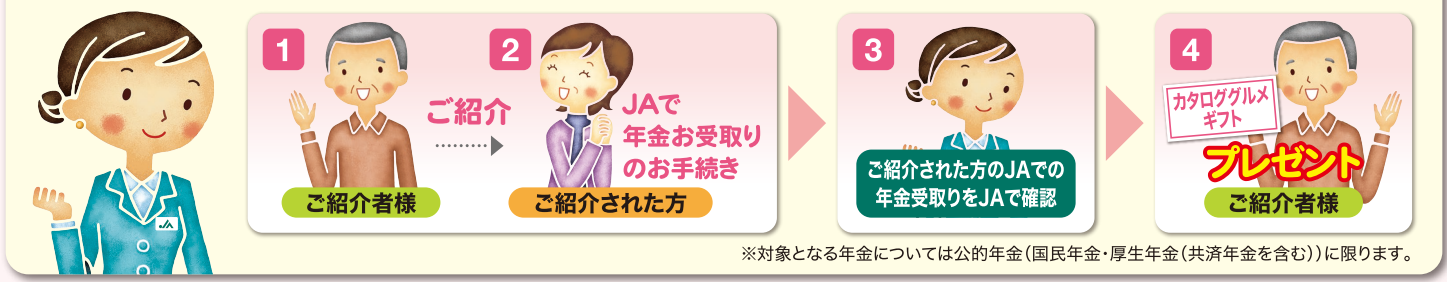 1
ご紹介
ご紹介者様
2
JAで
年金お受取り
のお手続き
ご紹介された方
3
ご紹介された方のJAでの
年金受取りをJAで確認
4
カタロググルメ
ギフト
プレゼント
ご紹介者様
JA
※対象となる年金については公的年金（国民年金・厚生年金（共済年金を含む））に限ります。